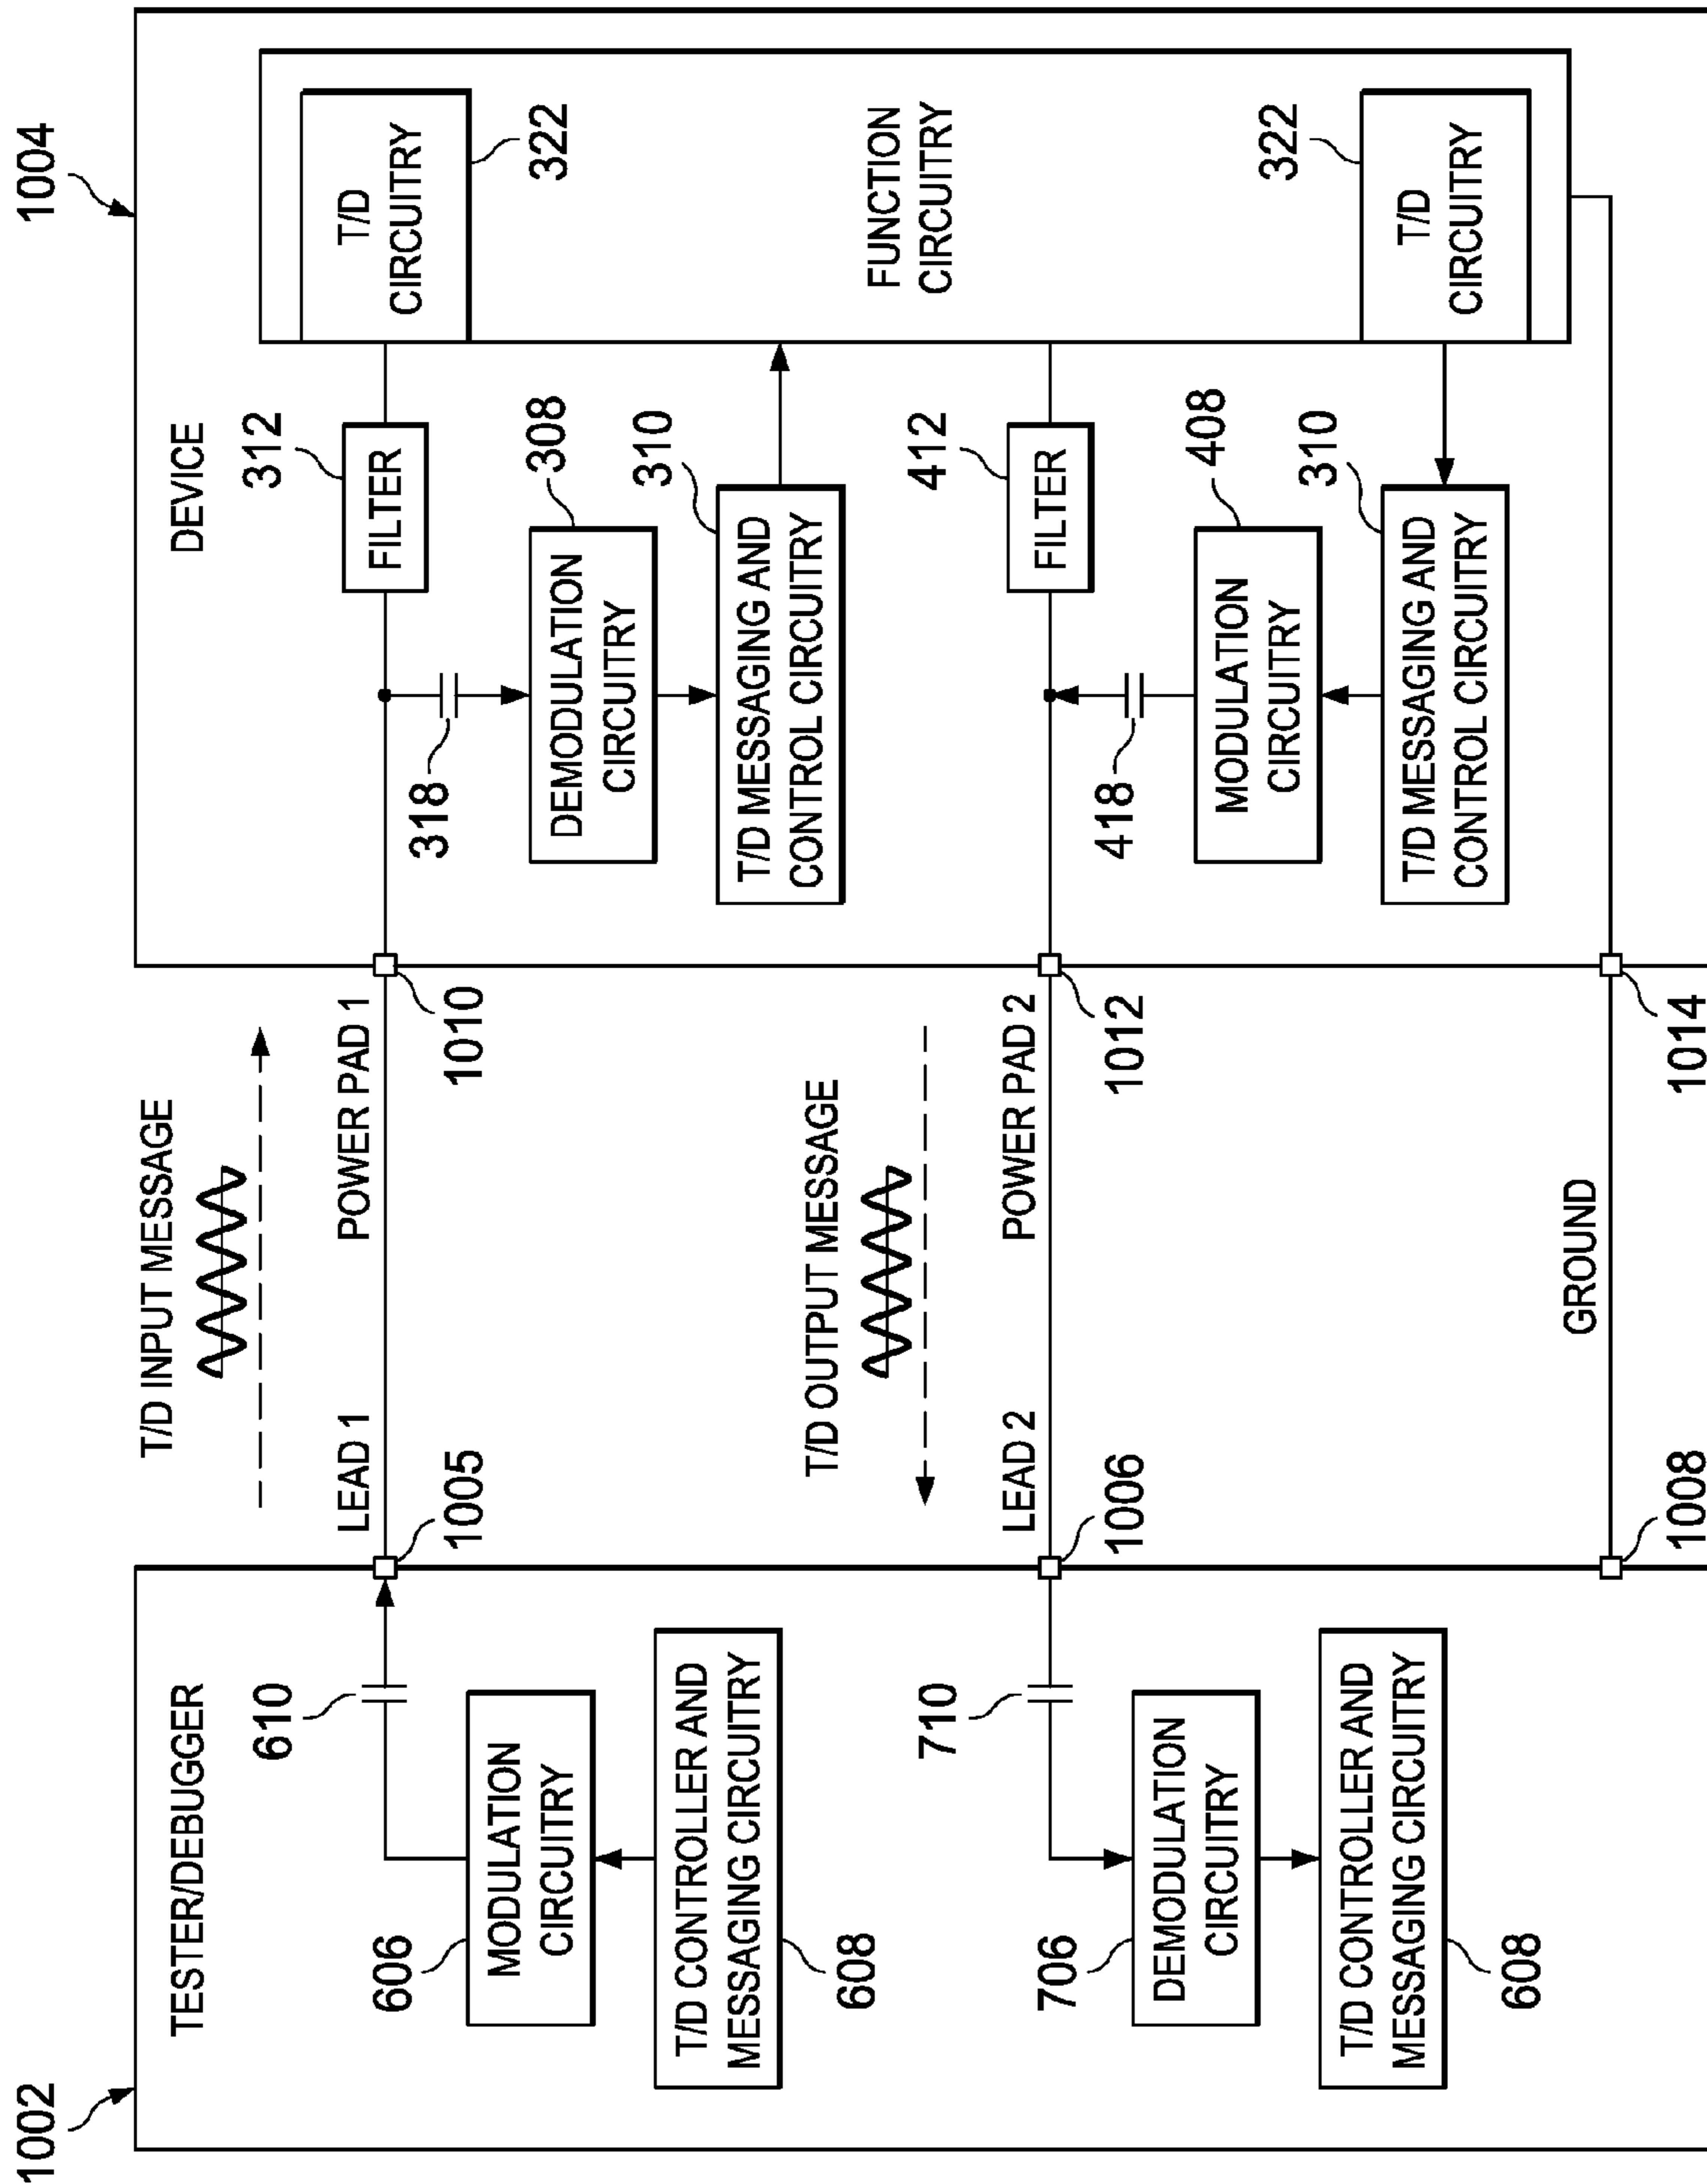 1002
1004
TESTER/DEBUGGER
T/D INPUT MESSAGE
DEVICE
610
LEAD 1
POWER PAD 1
312
FILTER
T/D
CIRCUITRY
322
1005
1010
606
MODULATION
CIRCUITRY
318
DEMODULATION
CIRCUITRY
308
608
T/D CONTROLLER AND
MESSAGING CIRCUITRY
T/D MESSAGING AND
CONTROL CIRCUITRY
310
T/D OUTPUT MESSAGE
FUNCTION
CIRCUITRY
710
LEAD 2
POWER PAD 2
412
FILTER
1006
1012
706
DEMODULATION
CIRCUITRY
418
MODULATION
CIRCUITRY
408
608
T/D CONTROLLER AND
MESSAGING CIRCUITRY
T/D MESSAGING AND
CONTROL CIRCUITRY
310
T/D
CIRCUITRY
322
GROUND
1008
1014